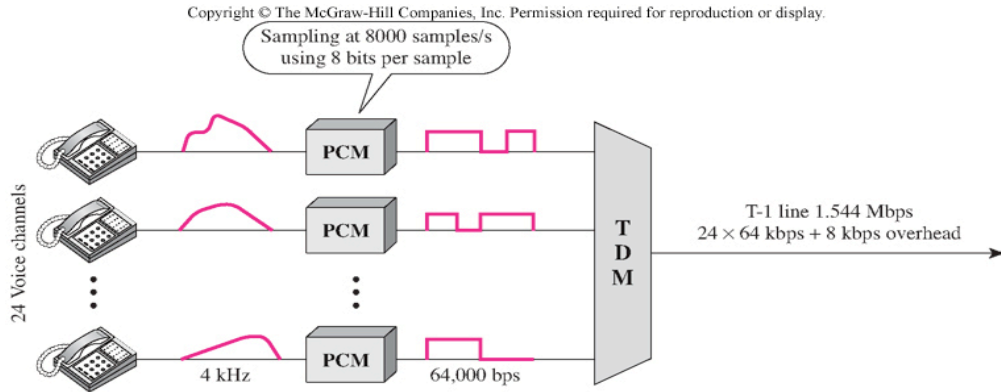 Copyright © The McGraw-Hill Companies, Inc. Permission required for reproduction or display.
Sampling at 8000 samples/s
using 8 bits per sample
24 Voice channels
PCM
PCM
PCM
4 kHz
64,000 bps
T
D
M
T-1 line 1.544 Mbps
24 × 64 kbps + 8 kbps overhead